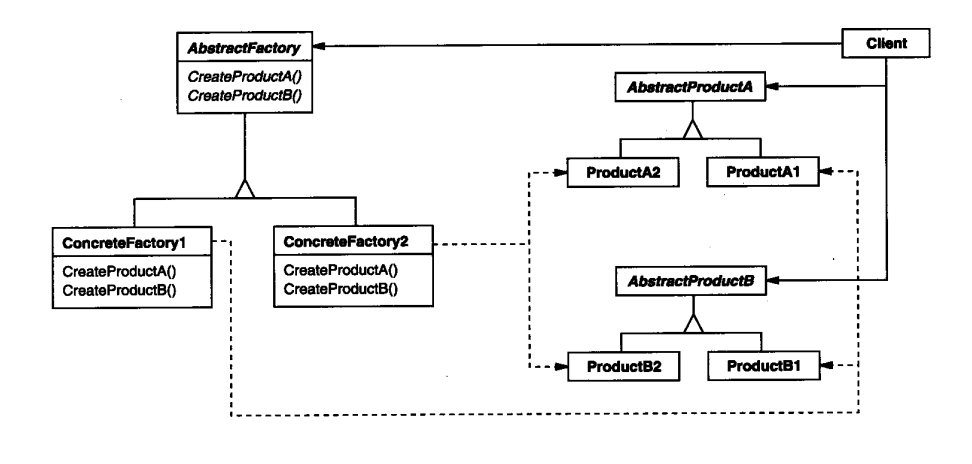 AbstractFactory
CreateProductA()
CreateProductB()
Client
AbstractProductA
ProductA2
ProductA1
ConcreteFactory1
CreateProductA()
CreateProductB()
ConcreteFactory2
CreateProductA()
CreateProductB()
AbstractProductB
ProductB2
ProductB1